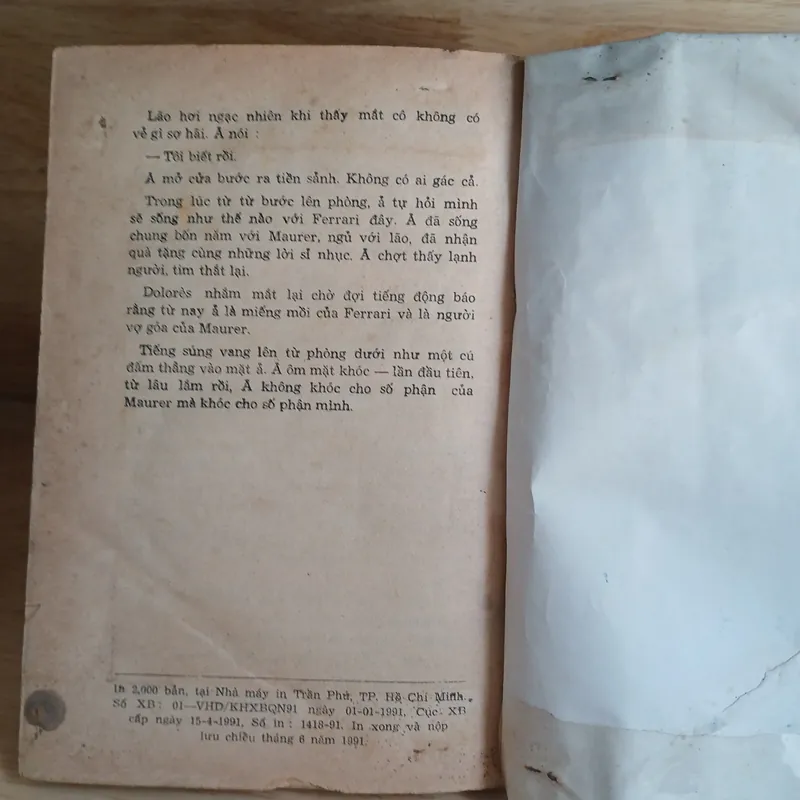 Lão hơi ngạc nhiên khi thấy mắt cô không có
vẻ gì sợ hãi. Ả nói :
— Tôi biết rồi.
Ả mở cửa bước ra tiền sảnh. Không có ai gác cả.
Trong lúc từ từ bước lên phòng, ả tự hỏi mình
sẽ sống như thế nào với Ferrari đây. Ả đã sống
chung bốn năm với Maurer, ngủ với lão, đã nhận
quà tặng cùng những lời sỉ nhục. Ả chợt thấy lạnh
người, tim thắt lại.
Dolorès nhắm mắt lại chờ đợi tiếng động báo
rằng từ nay ả là miếng mồi của Ferrari và là người
vợ góa của Maurer.
Tiếng súng vang lên từ phòng dưới như một cú
đấm thẳng vào mặt ả. Ả ôm mặt khóc — lần đầu tiên,
từ lâu lắm rồi, Ả không khóc cho số phận của
Maurer mà khóc cho số phận mình.
In 2,000 bản, tại Nhà máy in Trần Phú, TP. Hồ Chí Minh.
Số XB : 01—VHD/KHXBQN91 ngày 01-01-1991. Cục XB
cấp ngày 15-4-1991, Số in : 1418-91. In xong và nộp
lưu chiểu tháng 6 năm 1991.